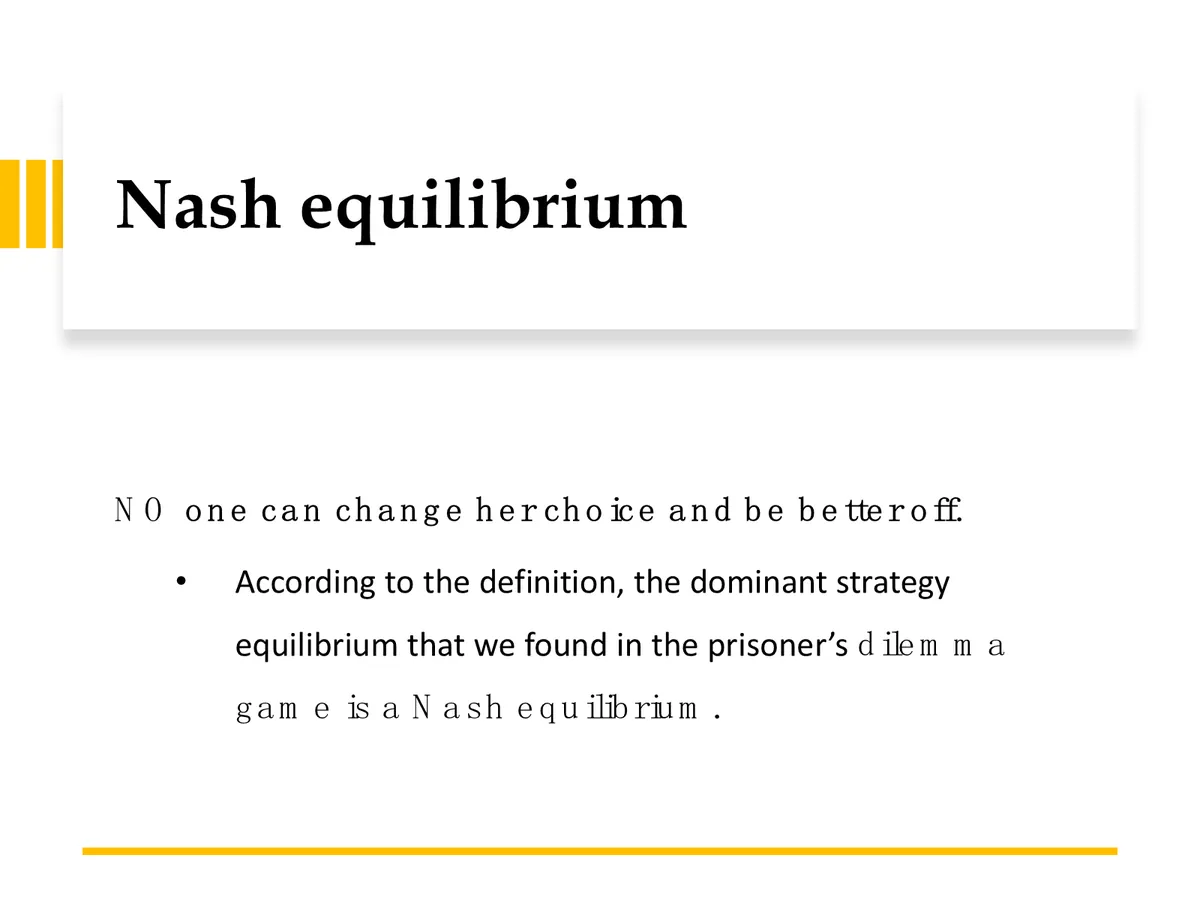 Nash equilibrium
NO one can change her choice and be better off.
• According to the definition, the dominant strategy
equilibrium that we found in the prisoner’s dilemma
game is a Nash equilibrium.